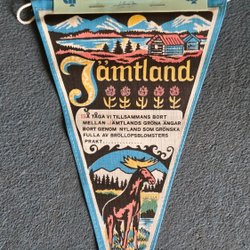 Jämtland
SÅ TÅGA VI TILLSAMMANS BORT
MELLAN JÄMTLANDS GRÖNA ÄNGAR
BORT GENOM NYLAND SOM GRÖNSKA
FULLA AV BRÖLLOPSBLOMSTERS
PRAKT